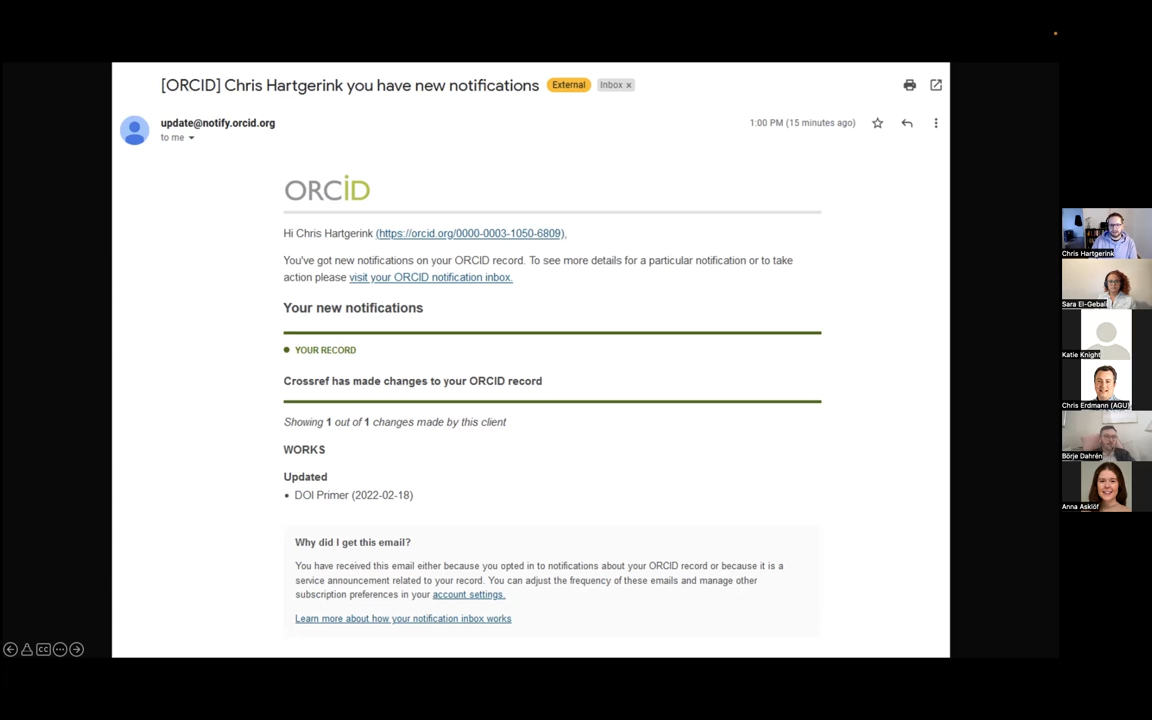 [ORCID] Chris Hartgerink you have new notifications External Inbox ×
update@notify.orcid.org 1:00 PM (15 minutes ago)
to me
ORCID
Hi Chris Hartgerink (https://orcid.org/0000-0003-1050-6809),
You've got new notifications on your ORCID record. To see more details for a particular notification or to take
action please visit your ORCID notification inbox.
Your new notifications
YOUR RECORD
Crossref has made changes to your ORCID record
Showing 1 out of 1 changes made by this client
WORKS
Updated
• DOI Primer (2022-02-18)
Why did I get this email?
You have received this email either because you opted in to notifications about your ORCID record or because it is a
service announcement related to your record. You can adjust the frequency of these emails and manage other
subscription preferences in your account settings.
Learn more about how your notification inbox works
CC
Chris Hartgerink
Sara El-Gebali
Katie Knight
Chris Erdmann (AGU)
Börje Dahrén
Anna Asklöf